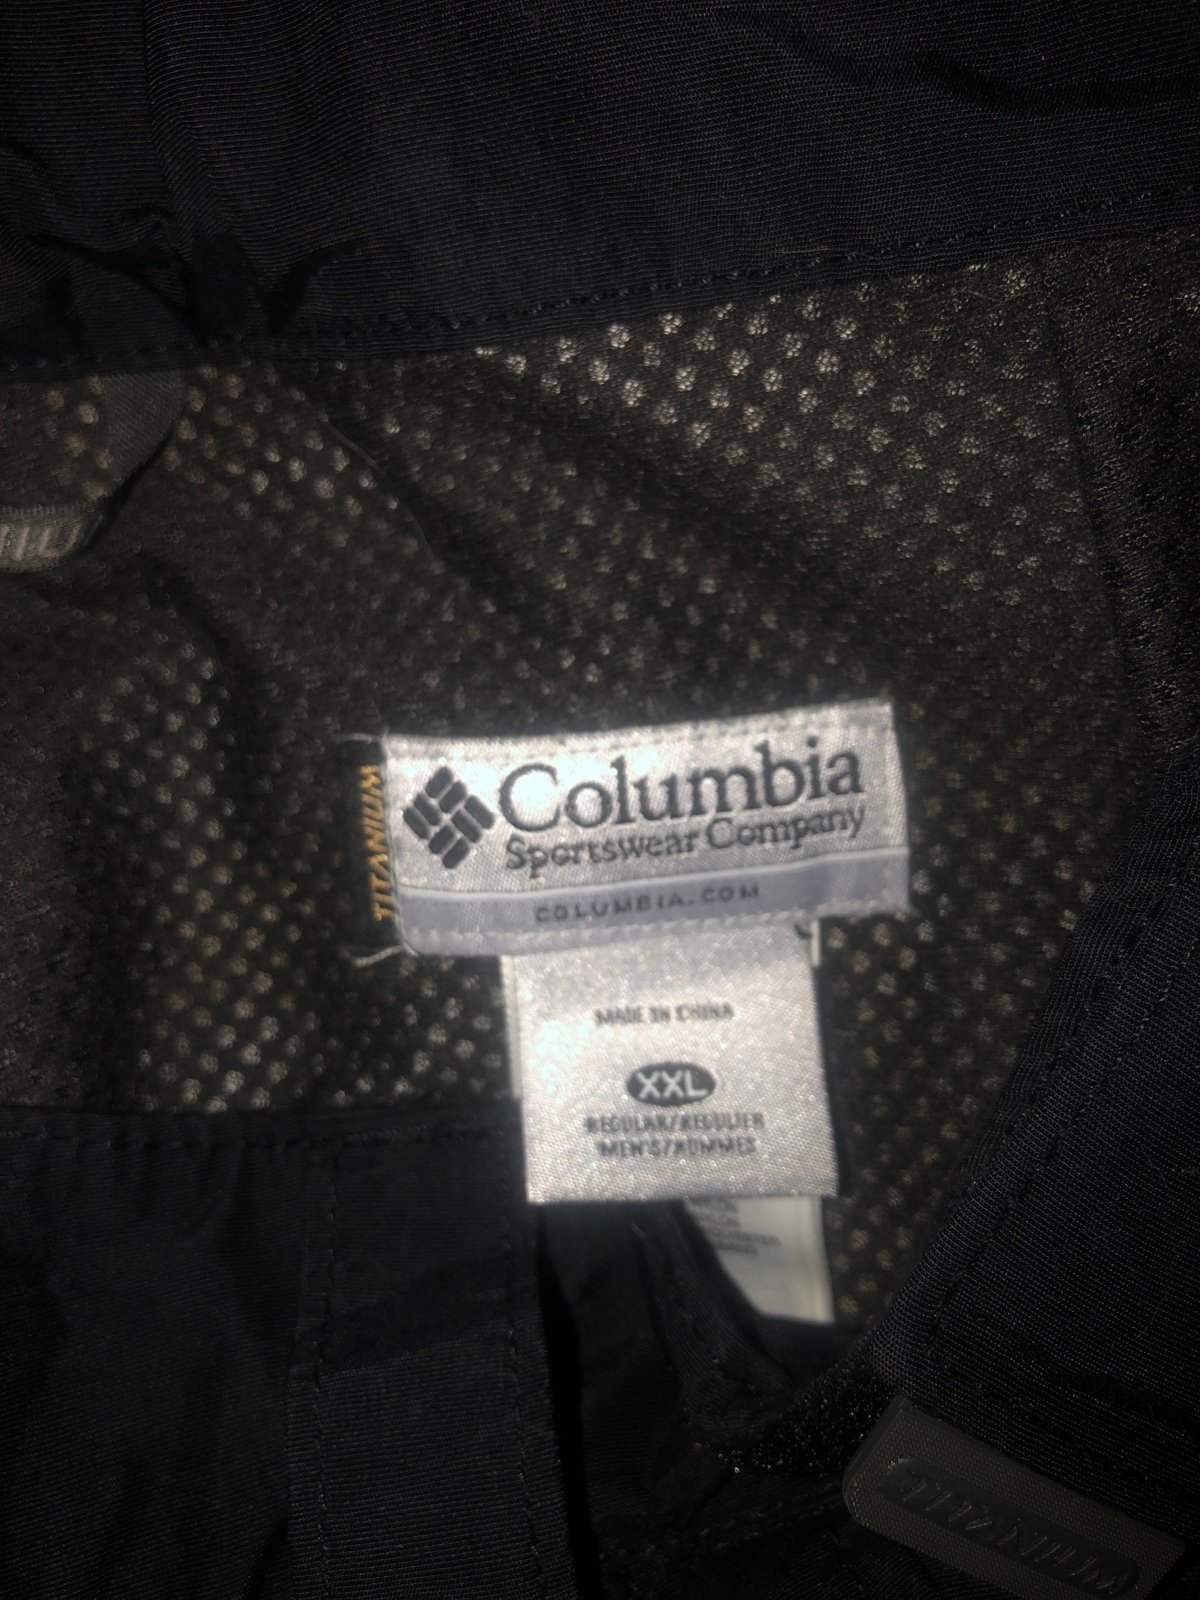 TITANIUM
Columbia
Sportswear Company
COLUMBIA.COM
MADE IN CHINA
XXL
REGULAR/REGULIER
MEN'S/HOMMES
TITANIUM